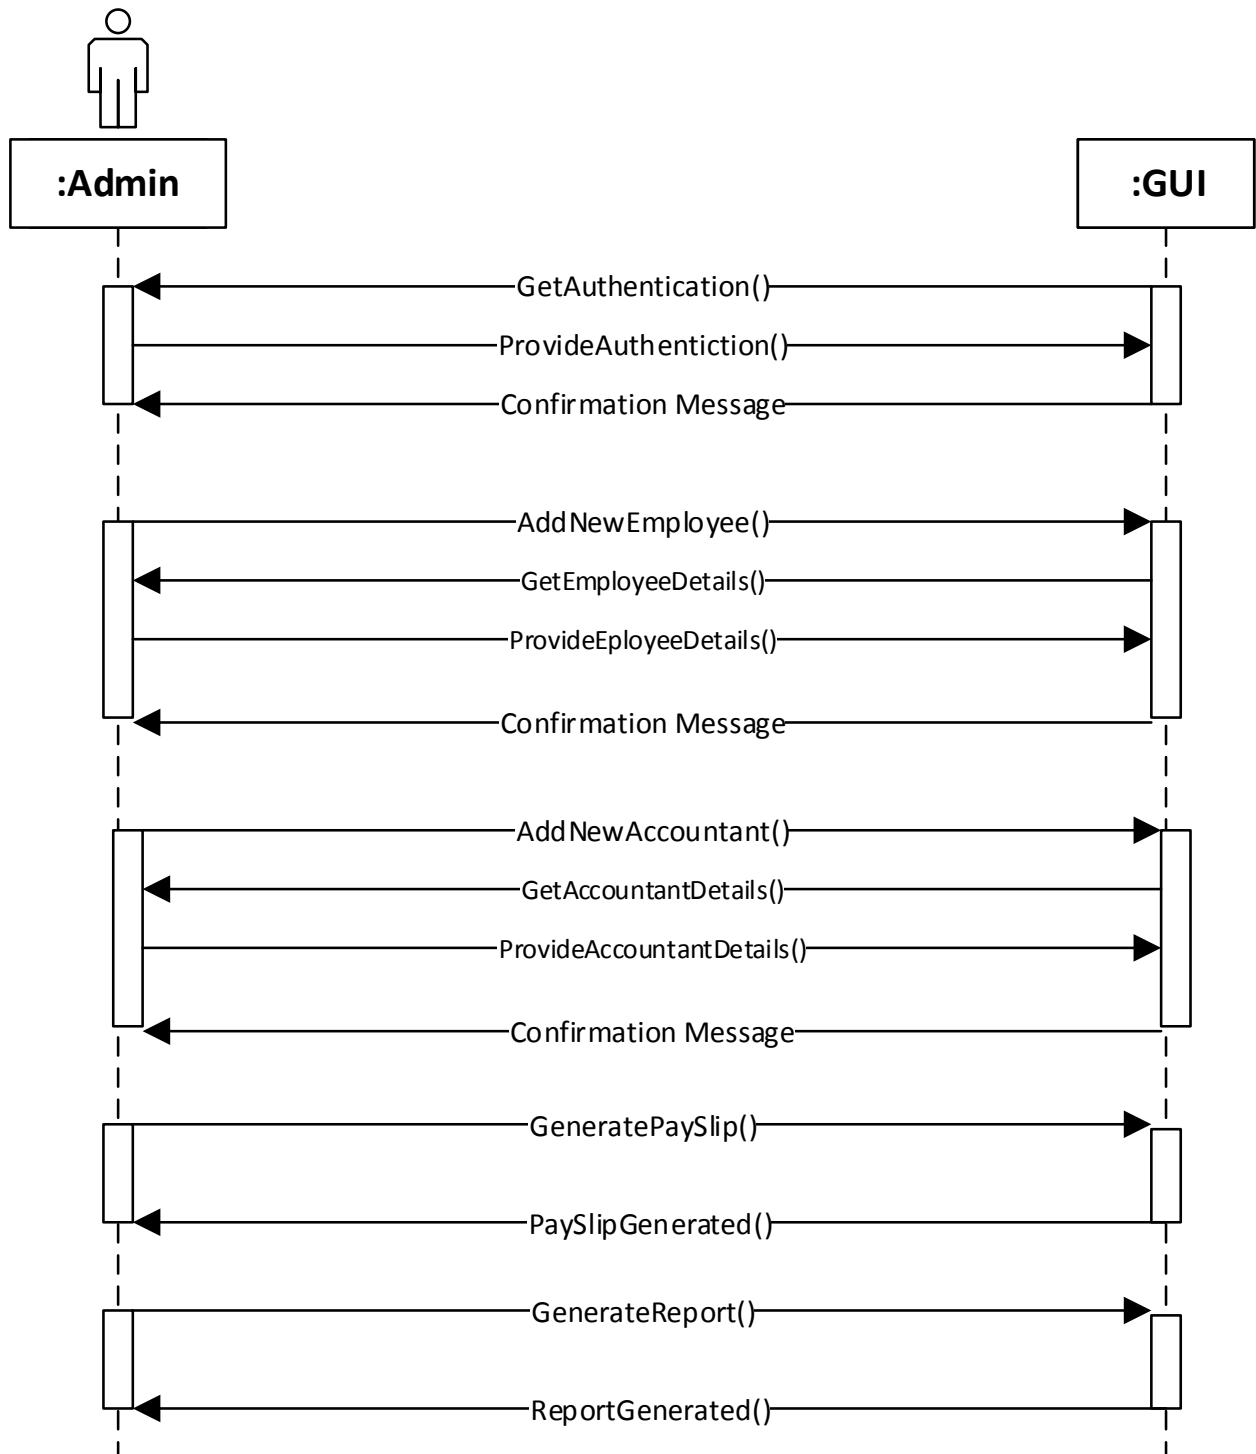 :Admin
:GUI
GetAuthentication()
ProvideAuthentiction()
Confirmation Message
AddNewEmployee()
GetEmployeeDetails()
ProvideEployeeDetails()
Confirmation Message
AddNewAccountant()
GetAccountantDetails()
ProvideAccountantDetails()
Confirmation Message
GeneratePaySlip()
PaySlipGenerated()
GenerateReport()
ReportGenerated()